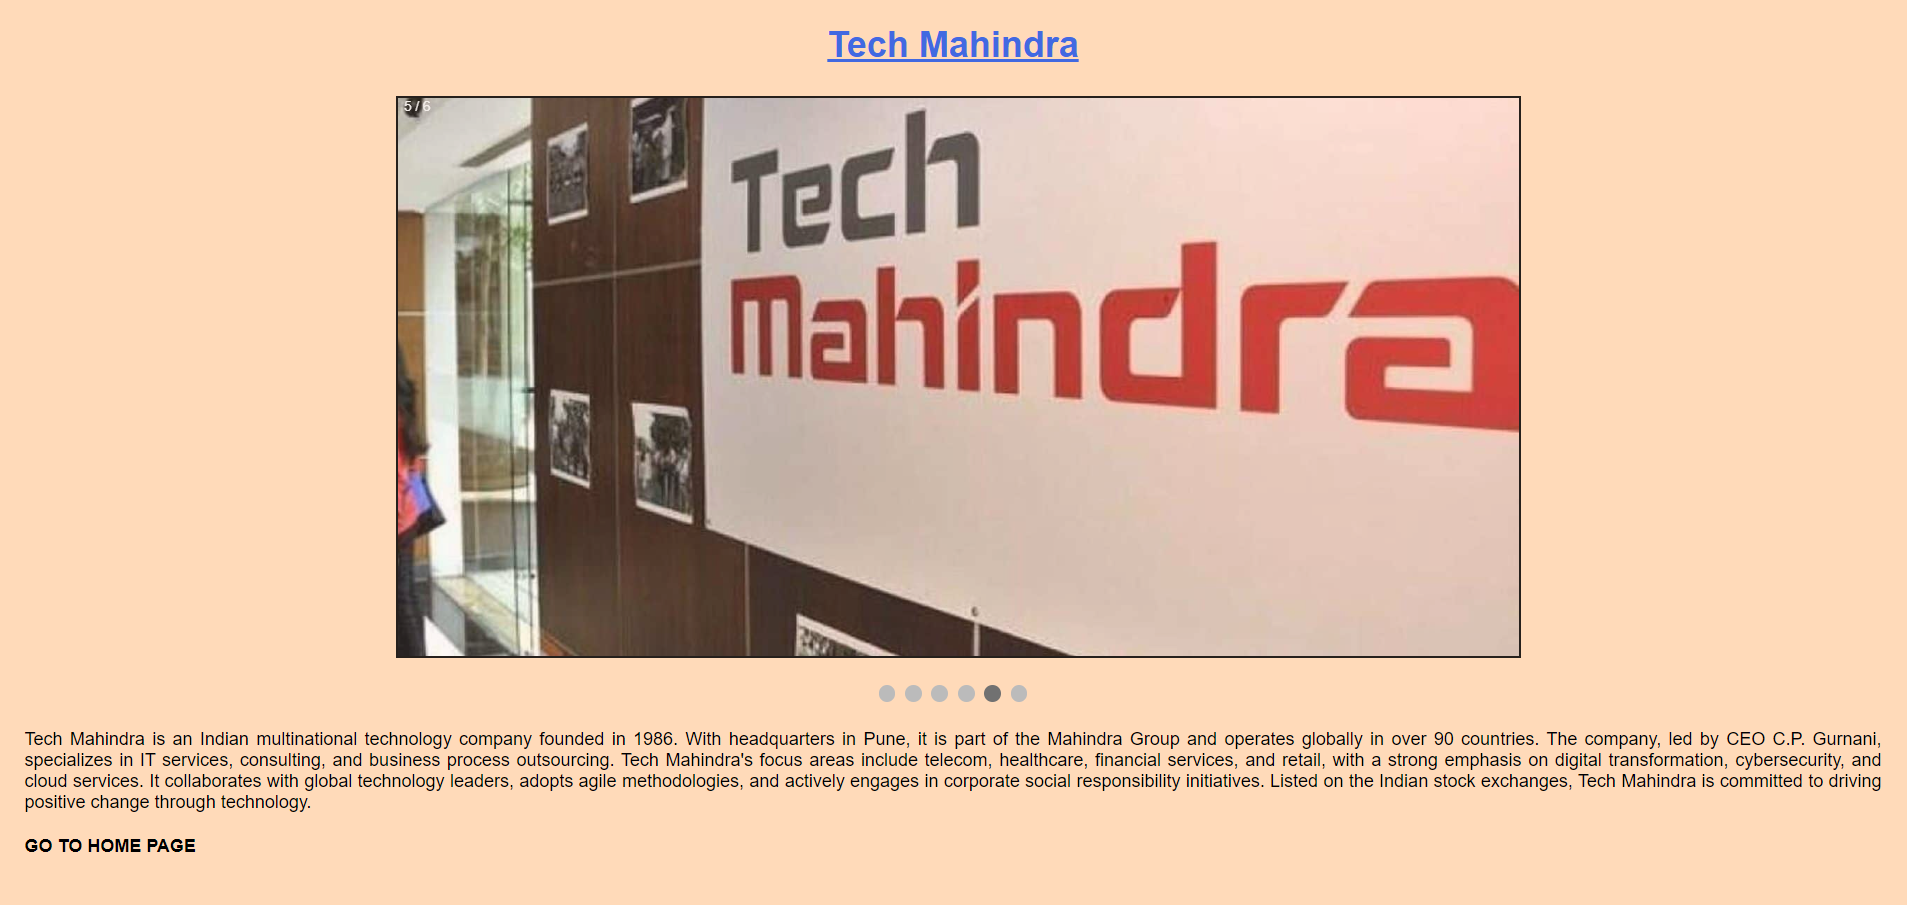 Tech Mahindra
5 / 6
Tech
mahindra
Tech Mahindra is an Indian multinational technology company founded in 1986. With headquarters in Pune, it is part of the Mahindra Group and operates globally in over 90 countries. The company, led by CEO C.P. Gurnani,
specializes in IT services, consulting, and business process outsourcing. Tech Mahindra's focus areas include telecom, healthcare, financial services, and retail, with a strong emphasis on digital transformation, cybersecurity, and
cloud services. It collaborates with global technology leaders, adopts agile methodologies, and actively engages in corporate social responsibility initiatives. Listed on the Indian stock exchanges, Tech Mahindra is committed to driving
positive change through technology.
GO TO HOME PAGE